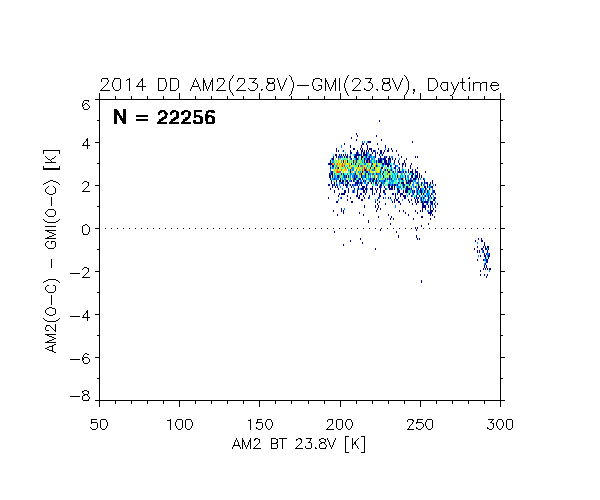 2014 DD AM2(23.8V)−GMI(23.8V), Daytime
N = 22256
6
4
2
0
−2
−4
−6
−8
AM2(O−C) − GMI(O−C) [K]
50 100 150 200 250 300
AM2 BT 23.8V [K]